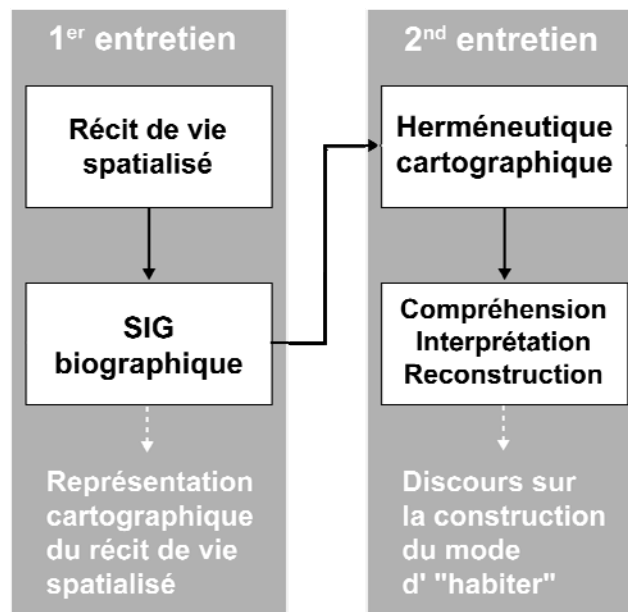 1er entretien
Récit de vie
spatialisé
SIG
biographique
Représentation
cartographique
du récit de vie
spatialisé
2nd entretien
Herméneutique
cartographique
Compréhension
Interprétation
Reconstruction
Discours sur
la construction
du mode
d' "habiter"